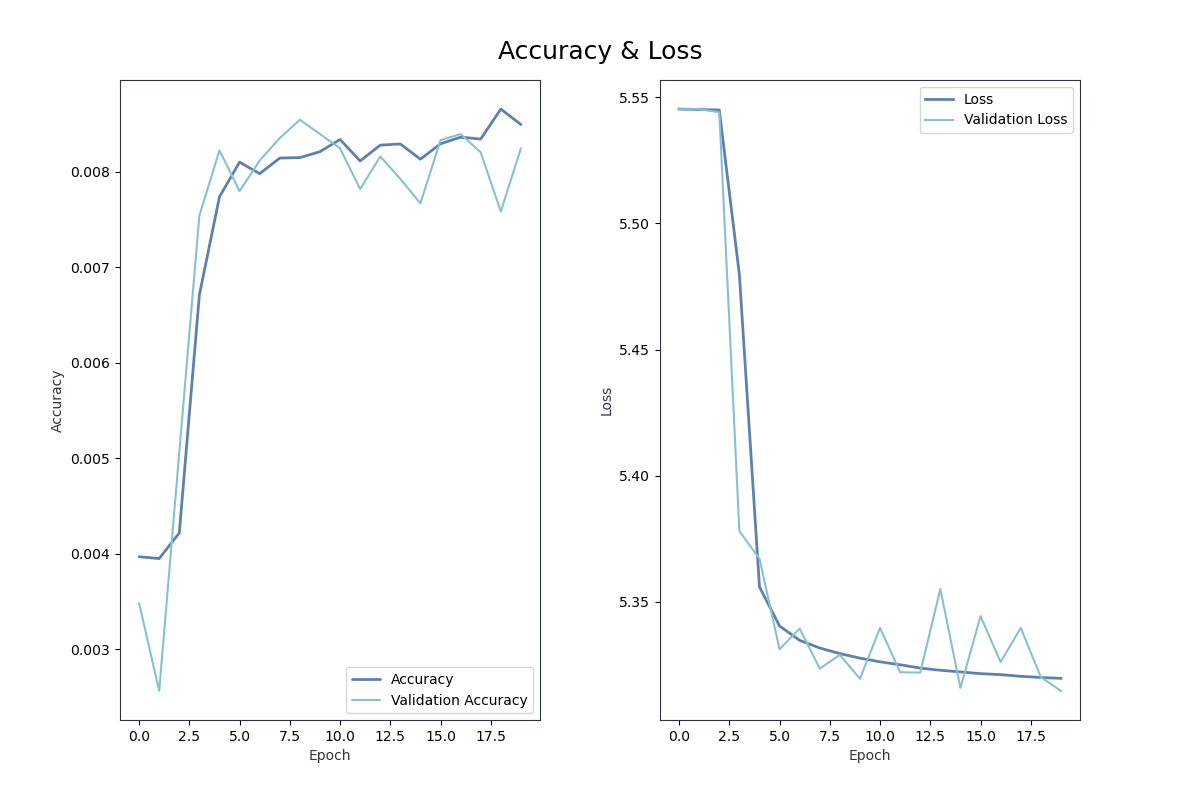 Accuracy & Loss
0.008
0.007
0.006
0.005
0.004
0.003
Accuracy
Accuracy
Validation Accuracy
0.0 2.5 5.0 7.5 10.0 12.5 15.0 17.5
Epoch
5.55
5.50
5.45
5.40
5.35
Loss
Loss
Validation Loss
0.0 2.5 5.0 7.5 10.0 12.5 15.0 17.5
Epoch